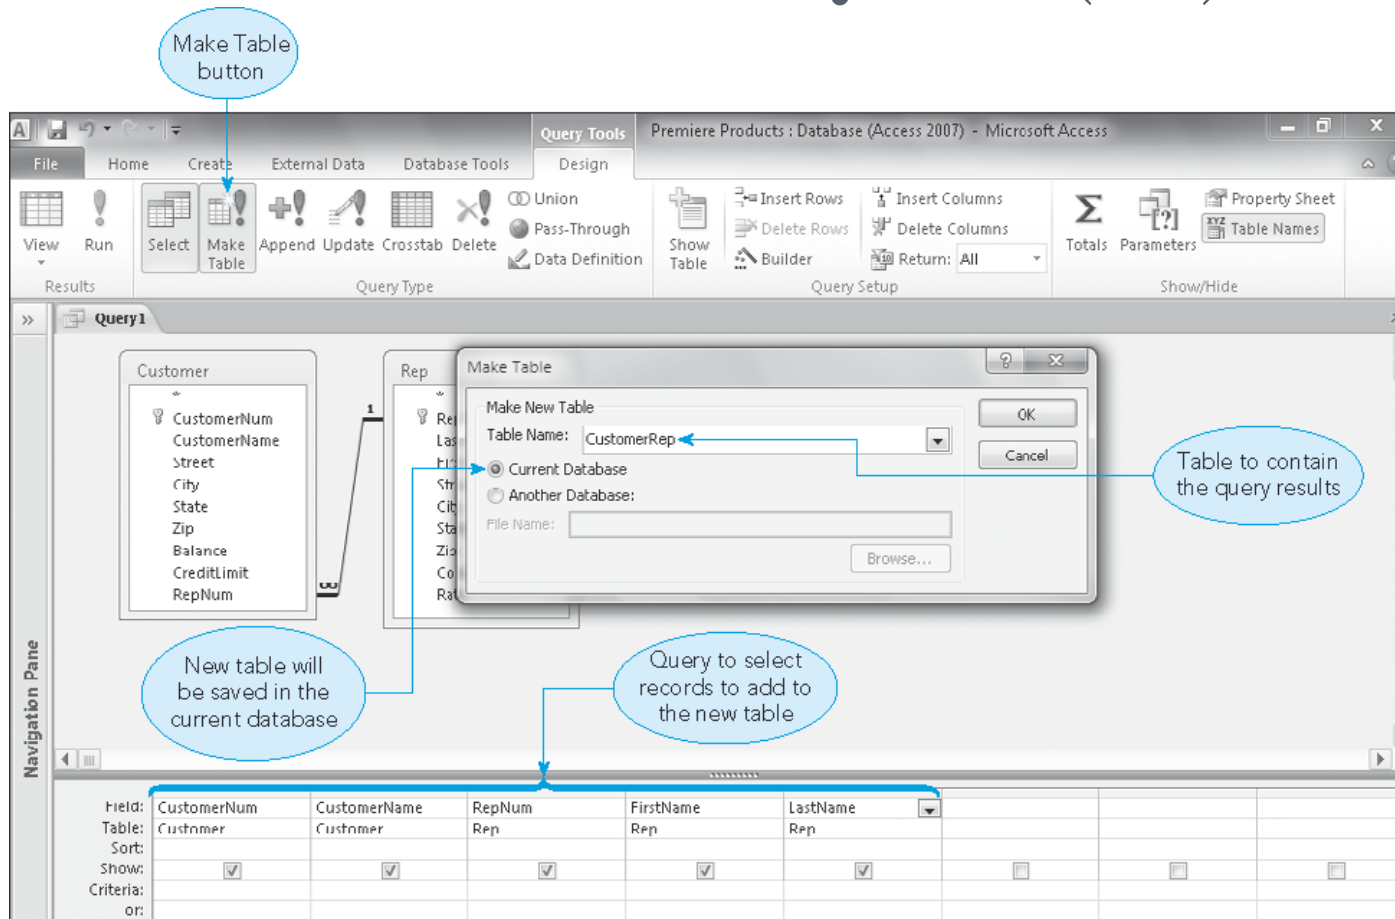 Make Table
button
Query Tools
Premiere Products : Database (Access 2007) - Microsoft Access
File
Home
Create
External Data
Database Tools
Design
View
Run
Select
Make
Table
Append
Update
Crosstab
Delete
Union
Pass-Through
Data Definition
Show
Table
Insert Rows
Delete Rows
Builder
Insert Columns
Delete Columns
Return: All
Totals
Parameters
Property Sheet
Table Names
Results
Query Type
Query Setup
Show/Hide
Query1
Customer
*
CustomerNum
CustomerName
Street
City
State
Zip
Balance
CreditLimit
RepNum
1
∞
Rep
*
Make Table
Make New Table
Table Name: CustomerRep
Current Database
Another Database:
File Name:
Browse...
OK
Cancel
Table to contain
the query results
New table will
be saved in the
current database
Query to select
records to add to
the new table
Navigation Pane
Field: CustomerNum CustomerName RepNum FirstName LastName
Table: Customer Customer Rep Rep Rep
Sort:
Show:
Criteria:
or: